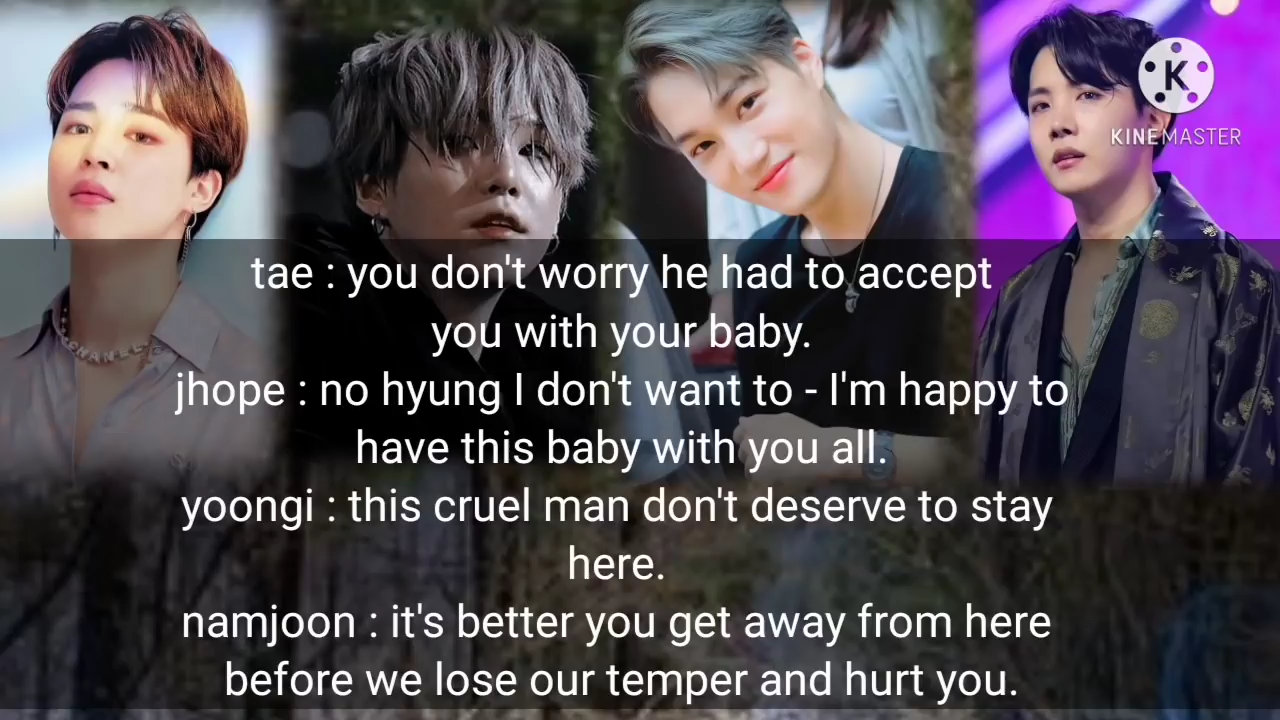 K
KINEMASTER
CHANEL
tae : you don't worry he had to accept
you with your baby.
jhope : no hyung I don't want to - I'm happy to
have this baby with you all.
yoongi : this cruel man don't deserve to stay
here.
namjoon : it's better you get away from here
before we lose our temper and hurt you.